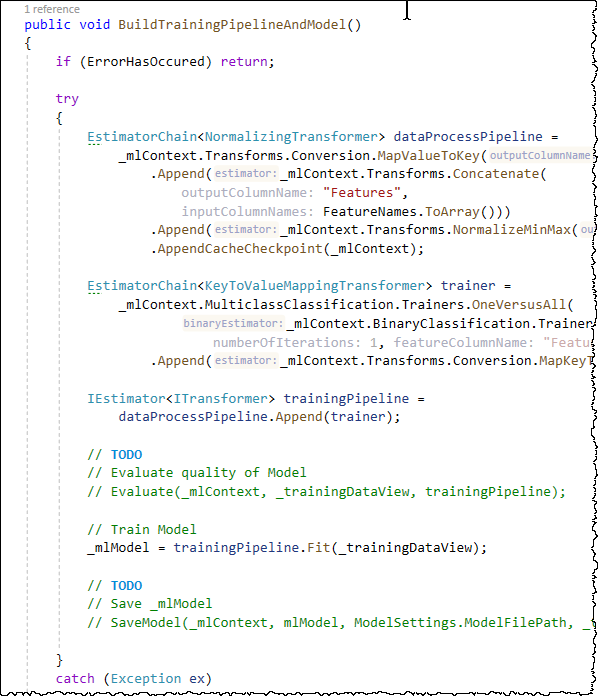 1 reference
public void BuildTrainingPipelineAndModel()
{
if (ErrorHasOccured) return;
try
{
EstimatorChain<NormalizingTransformer> dataProcessPipeline =
_mlContext.Transforms.Conversion.MapValueToKey(outputColumnName:
.Append(estimator: _mlContext.Transforms.Concatenate(
outputColumnName: "Features",
inputColumnNames: FeatureNames.ToArray()))
.Append(estimator: _mlContext.Transforms.NormalizeMinMax(
.AppendCacheCheckpoint(_mlContext);
EstimatorChain<KeyToValueMappingTransformer> trainer =
_mlContext.MulticlassClassification.Trainers.OneVersusAll(
binaryEstimator: _mlContext.BinaryClassification.Trainer
numberOfIterations: 1, featureColumnName: "Featu
.Append(estimator: _mlContext.Transforms.Conversion.MapKeyT
IEstimator<ITransformer> trainingPipeline =
dataProcessPipeline.Append(trainer);
// TODO
// Evaluate quality of Model
// Evaluate(_mlContext, _trainingDataView, trainingPipeline);
// Train Model
_mlModel = trainingPipeline.Fit(_trainingDataView);
// TODO
// Save _mlModel
// SaveModel(_mlContext, mlModel, ModelSettings.ModelFilePath, _
}
catch (Exception ex)